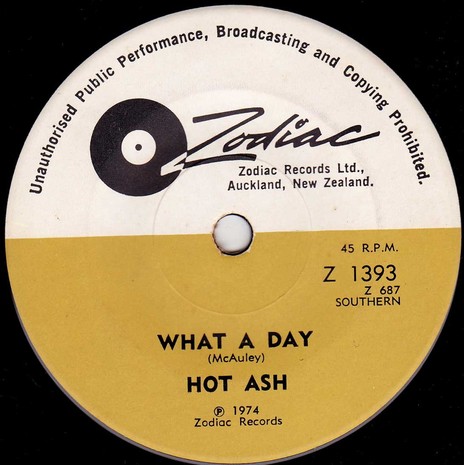 Unauthorised Public Performance, Broadcasting and Copying Prohibited.
Zodiac
Zodiac Records Ltd.,
Auckland, New Zealand.
45 R.P.M.
Z 1393
Z 687
SOUTHERN
WHAT A DAY
(McAuley)
HOT ASH
℗ 1974
Zodiac Records